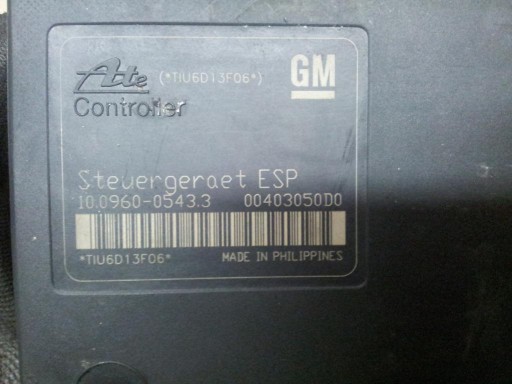 Ate (*TIU6D13F06*) GM
Controller
Steuergeraet ESP
10.0960-0543.3 00403050D0
*TIU6D13F06* MADE IN PHILIPPINES